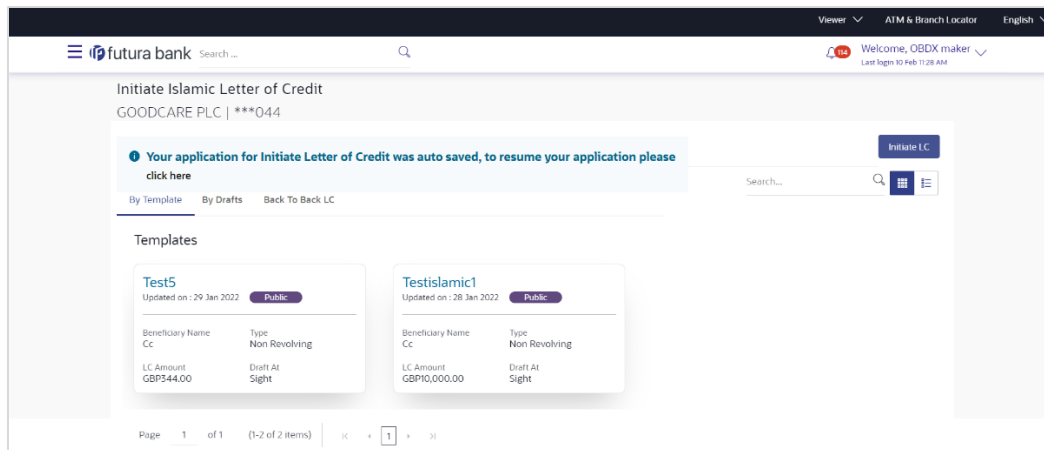 Viewer ATM & Branch Locator English
futura bank Search ... 114 Welcome, OBDX maker
Last login 10 Feb 11:28 AM
Initiate Islamic Letter of Credit
GOODCARE PLC | ***044
Your application for Initiate Letter of Credit was auto saved, to resume your application please
click here
Initiate LC
Search...
By Template By Drafts Back To Back LC
Templates
Test5
Updated on : 29 Jan 2022 Public
Beneficiary Name Type
Cc Non Revolving
LC Amount Draft At
GBP344.00 Sight
Testislamic1
Updated on : 28 Jan 2022 Public
Beneficiary Name Type
Cc Non Revolving
LC Amount Draft At
GBP10,000.00 Sight
Page 1 of 1 (1-2 of 2 items) 1